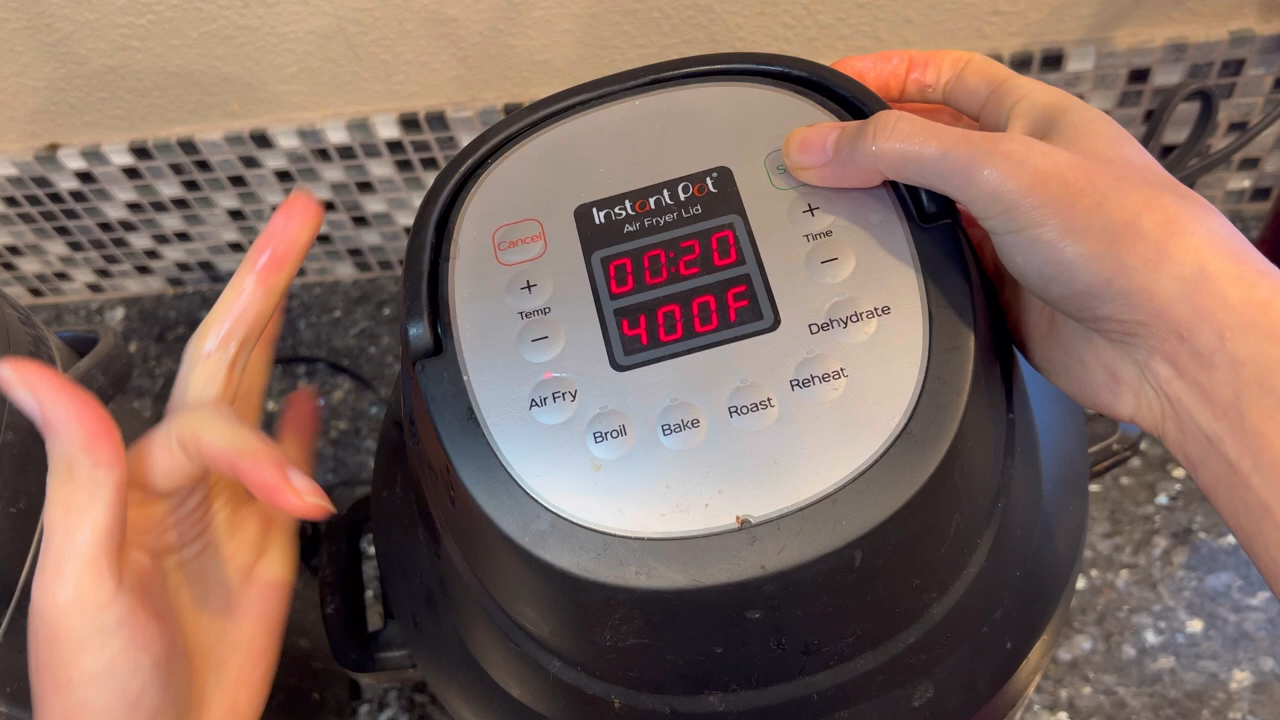 Instant Pot®
Air Fryer Lid
00:20
400F
Cancel
+
Temp
−
+
Time
−
Air Fry
Broil
Bake
Roast
Reheat
Dehydrate